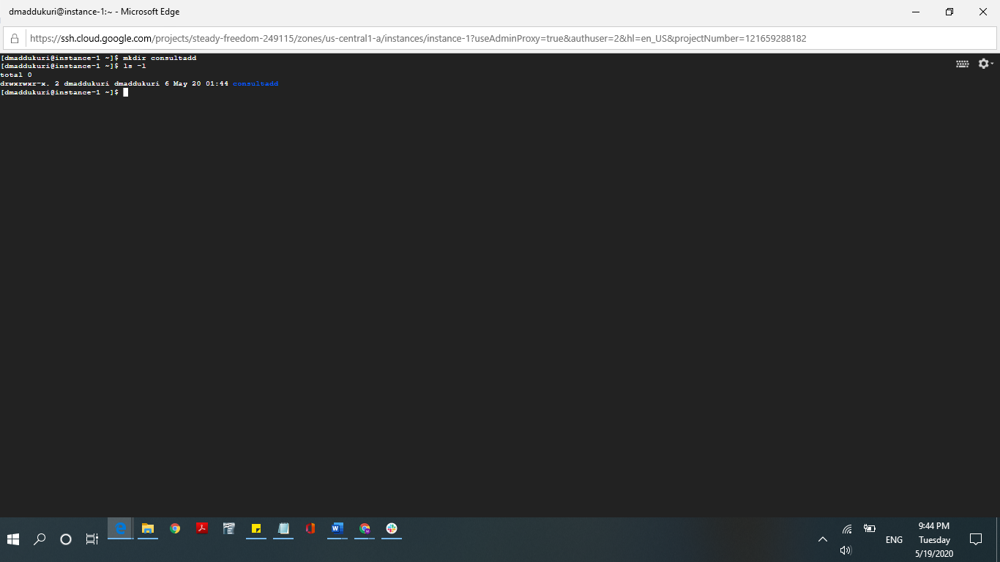 dmaddukuri@instance-1:~ - Microsoft Edge
https://ssh.cloud.google.com/projects/steady-freedom-249115/zones/us-central1-a/instances/instance-1?useAdminProxy=true&authuser=2&hl=en_US&projectNumber=121659288182
[dmaddukuri@instance-1 ~]$ mkdir consultadd
[dmaddukuri@instance-1 ~]$ ls -l
total 0
drwxrwxr-x. 2 dmaddukuri dmaddukuri 6 May 20 01:44 consultadd
[dmaddukuri@instance-1 ~]$
9:44 PM
ENG Tuesday
5/19/2020